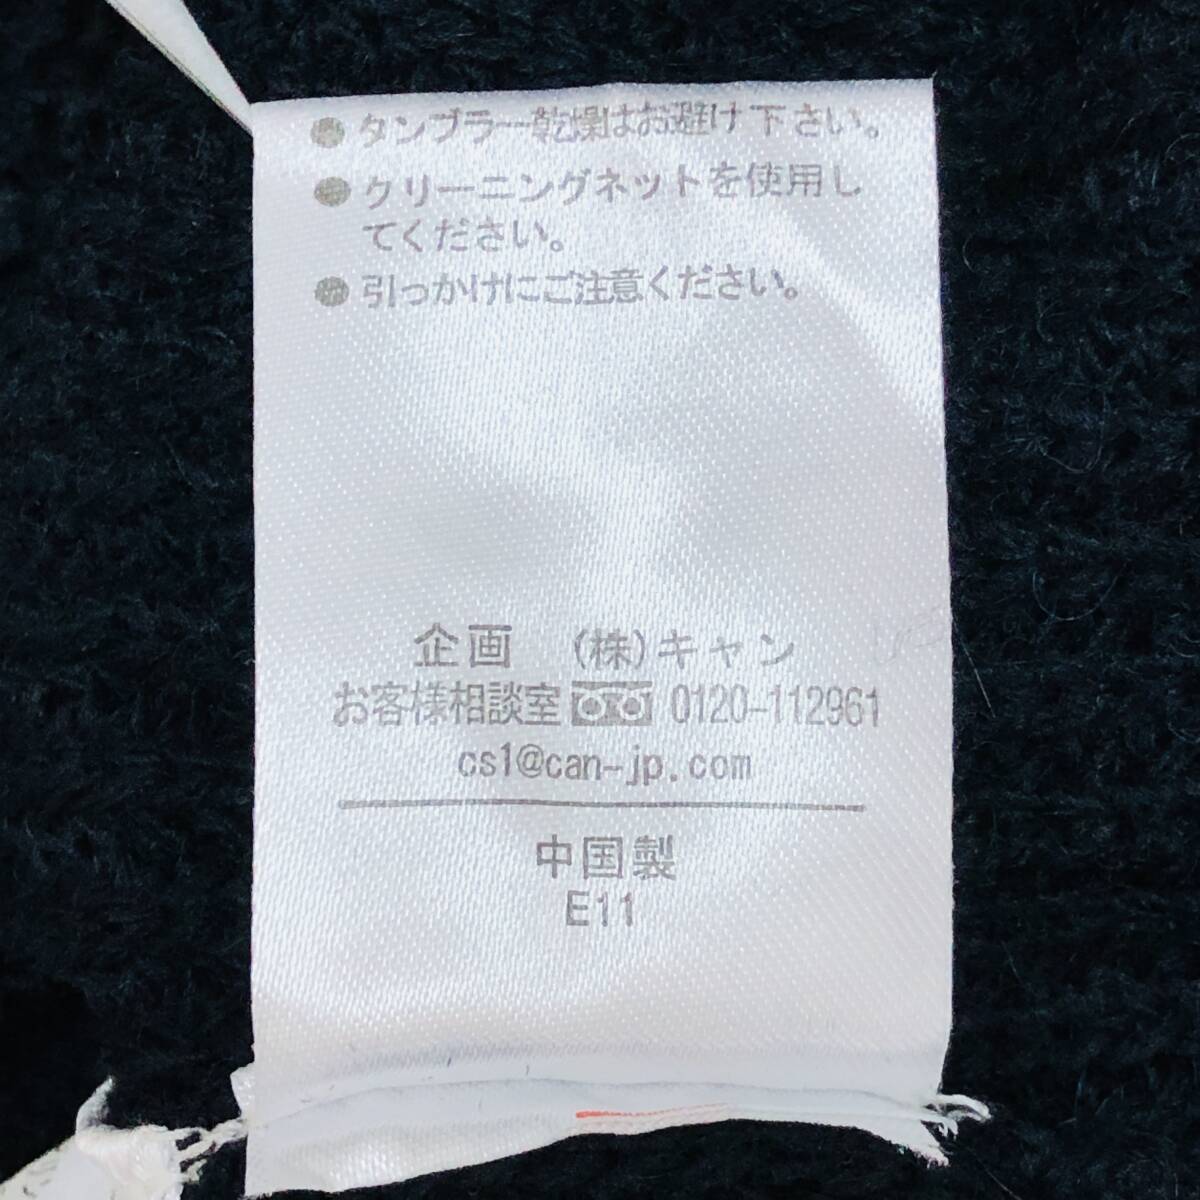 ● タンブラー乾燥はお避け下さい。
● クリーニングネットを使用し
てください。
● 引っかけにご注意ください。
企画 (株)キャン
お客様相談室 0120-112961
cs1@can-jp.com
中国製
E11